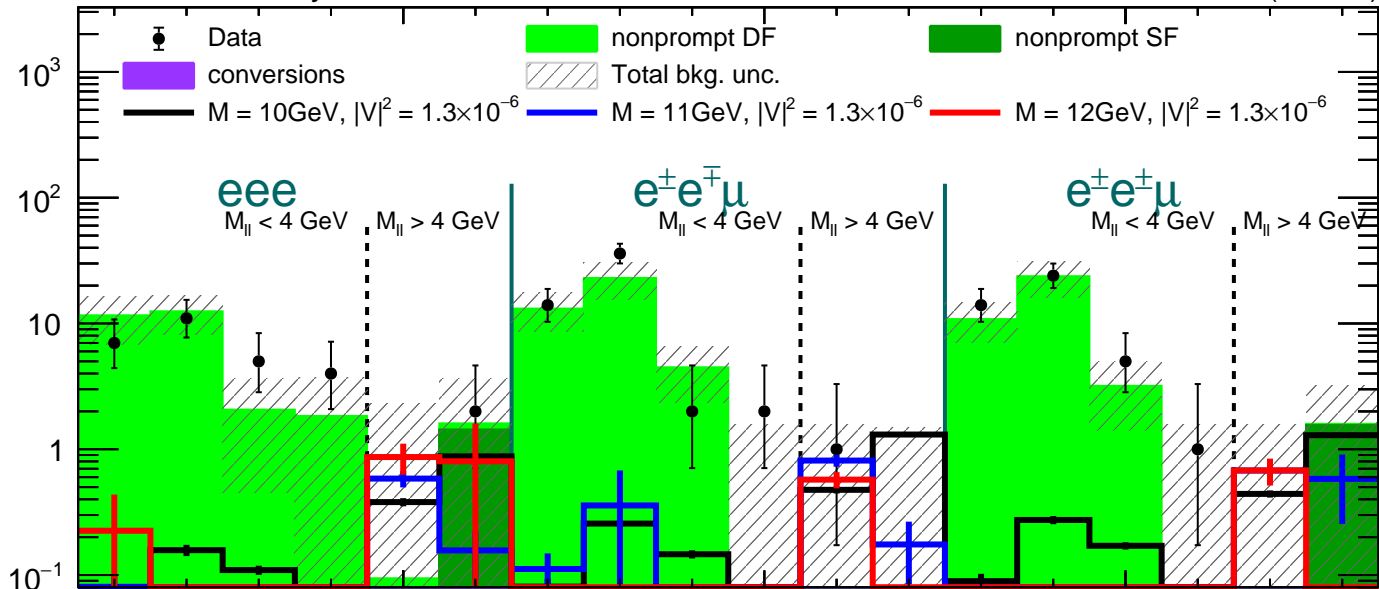 Data nonprompt DF nonprompt SF
conversions Total bkg. unc.
M = 10GeV, |V|² = 1.3×10⁻⁶ M = 11GeV, |V|² = 1.3×10⁻⁶ M = 12GeV, |V|² = 1.3×10⁻⁶
10³
10²
10
1
10⁻¹
eee e±e∓μ e±e±μ
M_ll < 4 GeV M_ll > 4 GeV M_ll < 4 GeV M_ll > 4 GeV M_ll < 4 GeV M_ll > 4 GeV